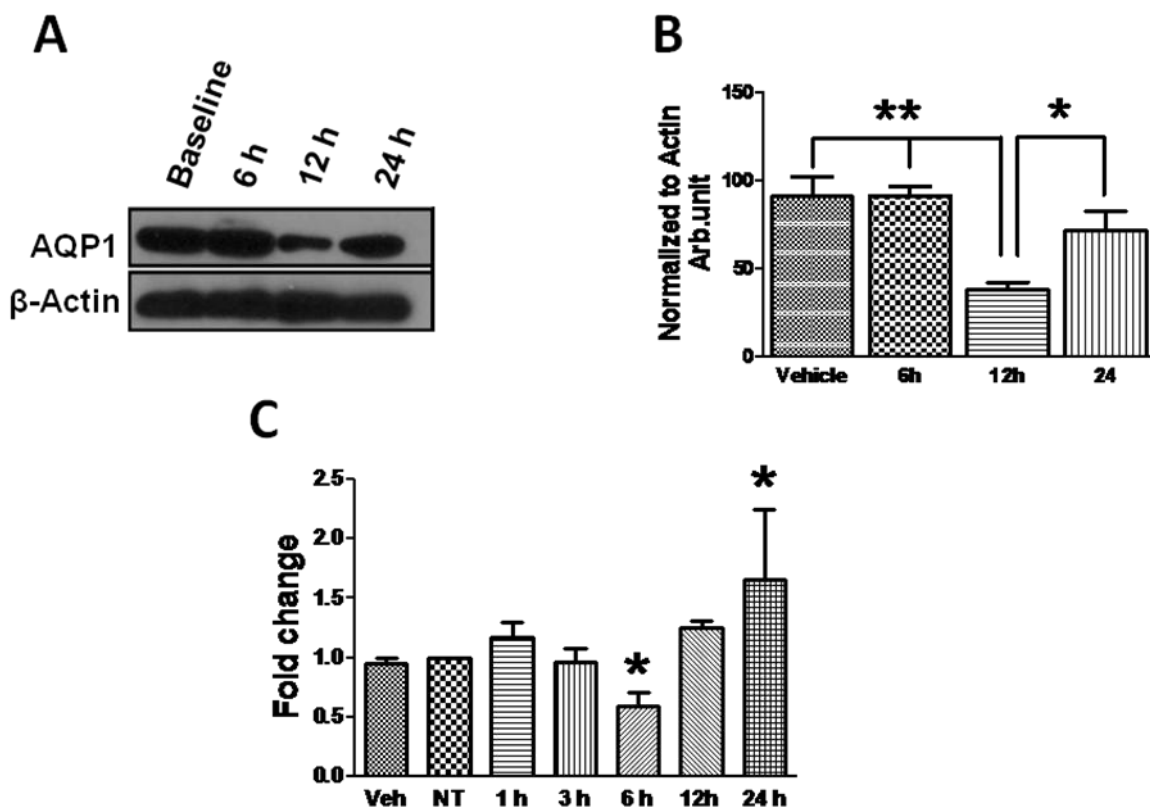 A
Baseline
6 h
12 h
24 h
AQP1
β-Actin
B
Normalized to Actin
Arb.unit
150
100
50
0
**
*
Vehicle
6h
12h
24
C
Fold change
2.5
2.0
1.5
1.0
0.5
0.0
*
*
Veh
NT
1 h
3 h
6 h
12h
24 h